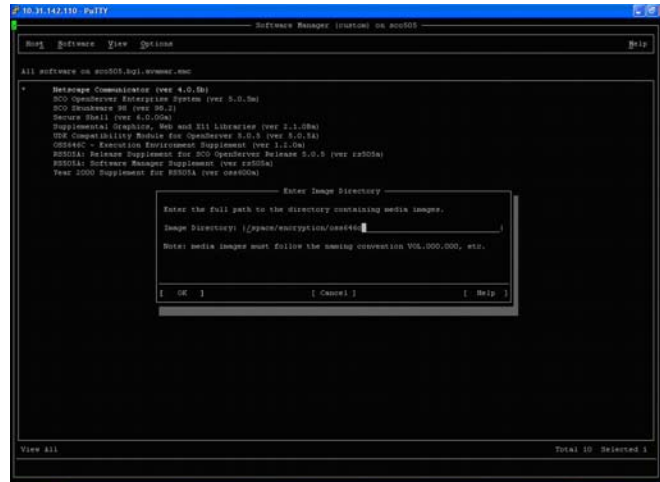 10.31.142.110 - PuTTY
Software Manager (custom) on sco505
Host Software View Options Help
All software on sco505.bgl.mvwmar.emc
* Netscape Communicator (ver 4.0.5b)
SCO OpenServer Enterprise System (ver 5.0.5m)
SCO Skunkware 98 (ver 98.2)
Secure Shell (ver 6.0.0Ga)
Supplemental Graphics, Web and X11 Libraries (ver 2.1.0Ba)
UDK Compatibility Module for OpenServer 5.0.5 (ver 5.0.5A)
OSS646C - Execution Environment Supplement (ver 1.2.0a)
RS505A: Release Supplement for SCO OpenServer Release 5.0.5 (ver rs505a)
RS505A: Software Manager Supplement (ver rs505a)
Year 2000 Supplement for RS505A (ver oss600a)
Enter Image Directory
Enter the full path to the directory containing media images.
Image Directory: [/space/encryption/oss646c ]
Note: media images must follow the naming convention VOL.000.000, etc.
[ OK ] [ Cancel ] [ Help ]
View All Total 10 Selected 1